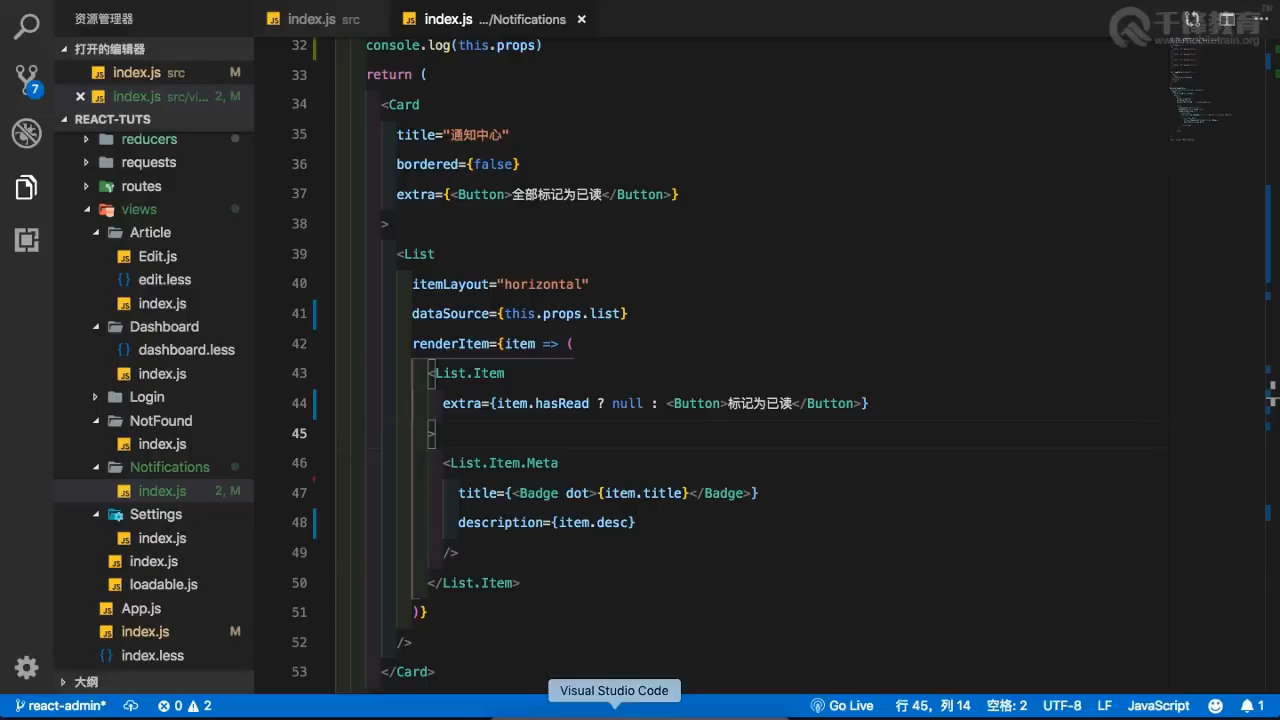 资源管理器
index.js src
index.js .../Notifications
千锋教育
www.mobiletrain.org
TM
打开的编辑器
index.js src M
index.js src/vi... 2, M
REACT-TUTS
reducers
requests
routes
views
Article
Edit.js
edit.less
index.js
Dashboard
dashboard.less
index.js
Login
NotFound
index.js
Notifications
index.js 2, M
Settings
index.js
index.js
loadable.js
App.js
index.js M
index.less
大纲
7
32 console.log(this.props)
33 return (
34 <Card
35 title="通知中心"
36 bordered={false}
37 extra={<Button>全部标记为已读</Button>}
38 >
39 <List
40 itemLayout="horizontal"
41 dataSource={this.props.list}
42 renderItem={item => (
43 <List.Item
44 extra={item.hasRead ? null : <Button>标记为已读</Button>}
45 >
46 <List.Item.Meta
47 title={<Badge dot>{item.title}</Badge>}
48 description={item.desc}
49 />
50 </List.Item>
51 )}
52 />
53 </Card>
Visual Studio Code
react-admin* 0 2 Go Live 行 45，列 14 空格: 2 UTF-8 LF JavaScript 1